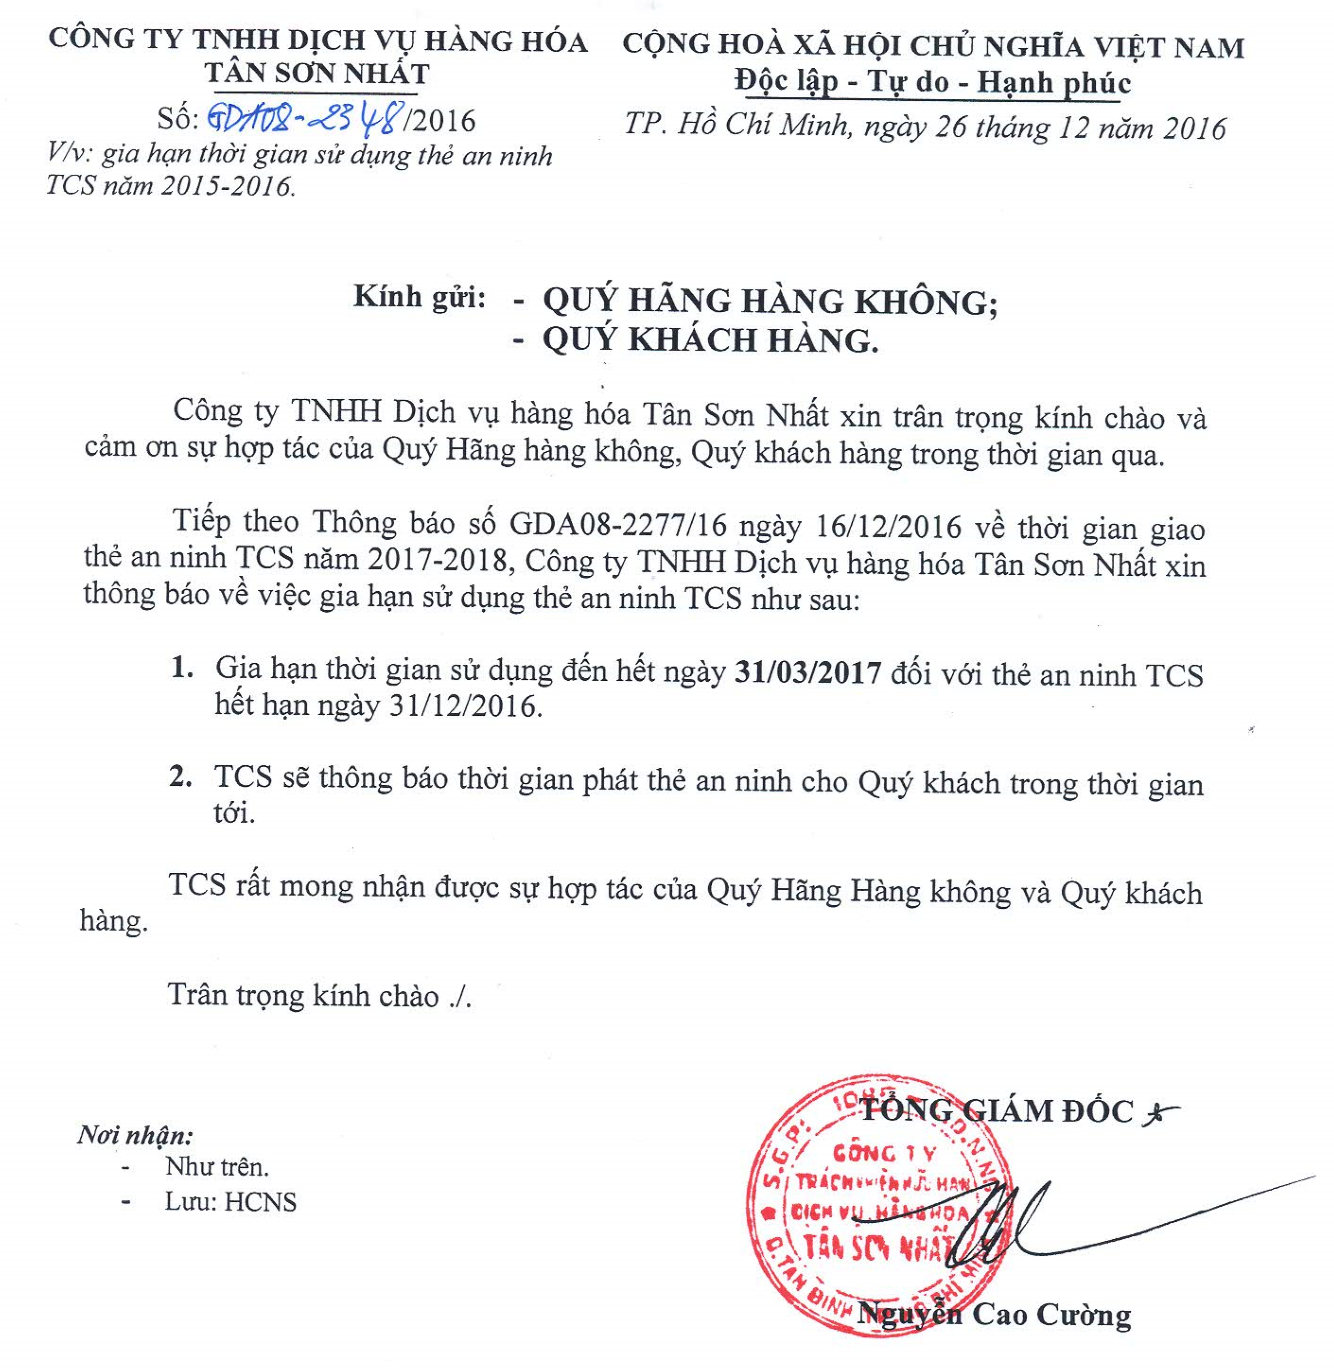 CÔNG TY TNHH DỊCH VỤ HÀNG HÓA
TÂN SƠN NHẤT
Số: GDA08-2348/2016
V/v: gia hạn thời gian sử dụng thẻ an ninh
TCS năm 2015-2016.
CỘNG HOÀ XÃ HỘI CHỦ NGHĨA VIỆT NAM
Độc lập - Tự do - Hạnh phúc
TP. Hồ Chí Minh, ngày 26 tháng 12 năm 2016
Kính gửi: - QUÝ HÃNG HÀNG KHÔNG;
- QUÝ KHÁCH HÀNG.
Công ty TNHH Dịch vụ hàng hóa Tân Sơn Nhất xin trân trọng kính chào và
cảm ơn sự hợp tác của Quý Hãng hàng không, Quý khách hàng trong thời gian qua.
Tiếp theo Thông báo số GDA08-2277/16 ngày 16/12/2016 về thời gian giao
thẻ an ninh TCS năm 2017-2018, Công ty TNHH Dịch vụ hàng hóa Tân Sơn Nhất xin
thông báo về việc gia hạn sử dụng thẻ an ninh TCS như sau:
1. Gia hạn thời gian sử dụng đến hết ngày 31/03/2017 đối với thẻ an ninh TCS
hết hạn ngày 31/12/2016.
2. TCS sẽ thông báo thời gian phát thẻ an ninh cho Quý khách trong thời gian
tới.
TCS rất mong nhận được sự hợp tác của Quý Hãng Hàng không và Quý khách
hàng.
Trân trọng kính chào ./.
Nơi nhận:
- Như trên.
- Lưu: HCNS
TỔNG GIÁM ĐỐC
S.G.P:
CÔNG TY
TRÁCH NHIỆM HỮU HẠN
DỊCH VỤ HÀNG HÓA
TÂN SƠN NHẤT
Q.TÂN BÌNH
Nguyễn Cao Cường